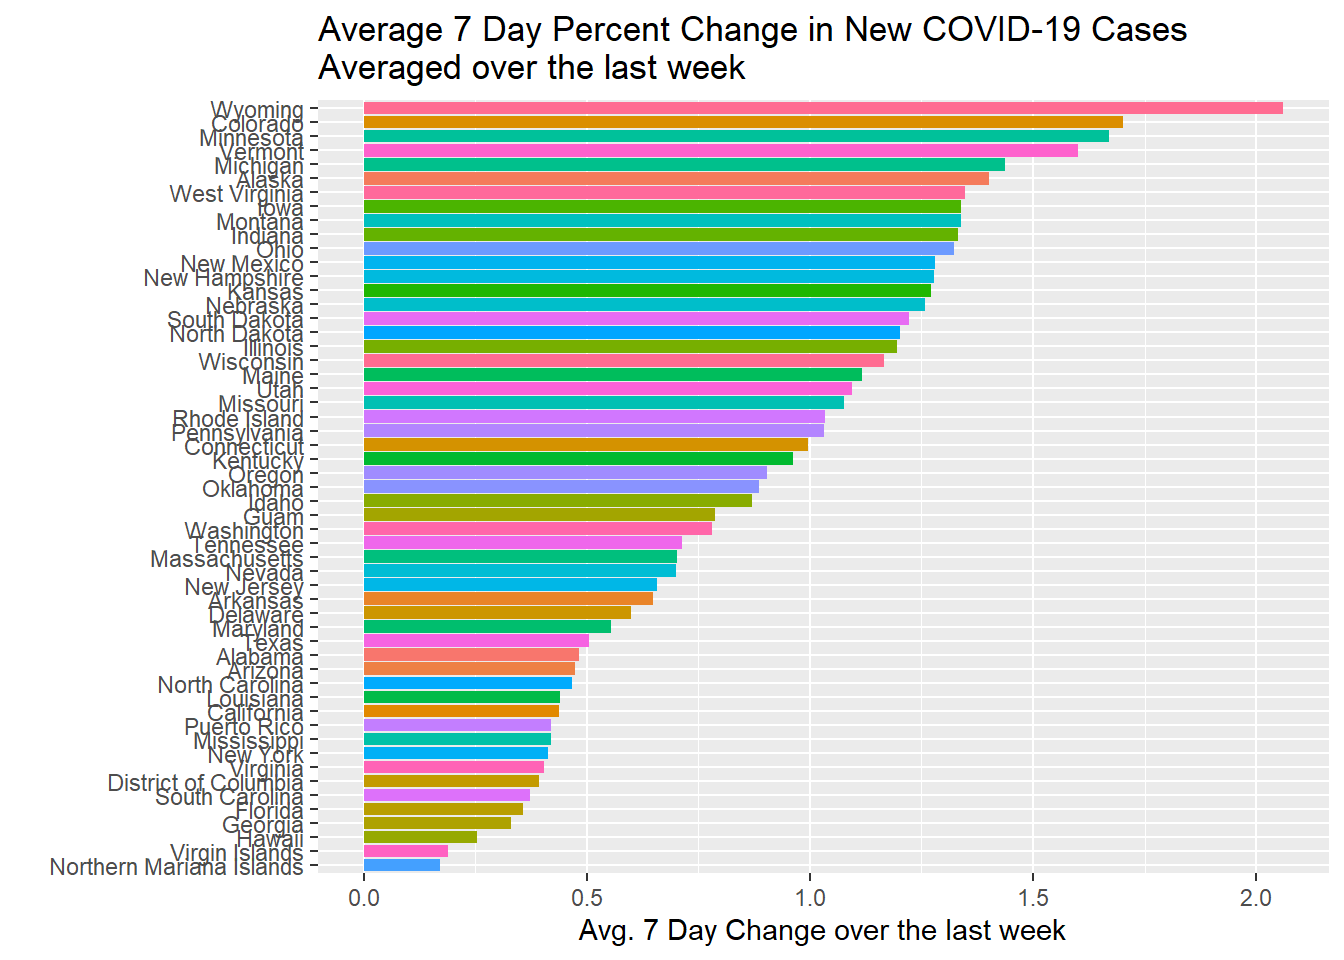 Average 7 Day Percent Change in New COVID-19 Cases
Averaged over the last week
Wyoming
Colorado
Minnesota
Vermont
Michigan
Alaska
West Virginia
Iowa
Montana
Indiana
Ohio
New Mexico
New Hampshire
Kansas
Nebraska
South Dakota
North Dakota
Illinois
Wisconsin
Maine
Utah
Missouri
Rhode Island
Pennsylvania
Connecticut
Kentucky
Oregon
Oklahoma
Idaho
Guam
Washington
Tennessee
Massachusetts
Nevada
New Jersey
Arkansas
Delaware
Maryland
Texas
Alabama
Arizona
North Carolina
Louisiana
California
Puerto Rico
Mississippi
New York
Virginia
District of Columbia
South Carolina
Florida
Georgia
Hawaii
Virgin Islands
Northern Mariana Islands
0.0 0.5 1.0 1.5 2.0
Avg. 7 Day Change over the last week